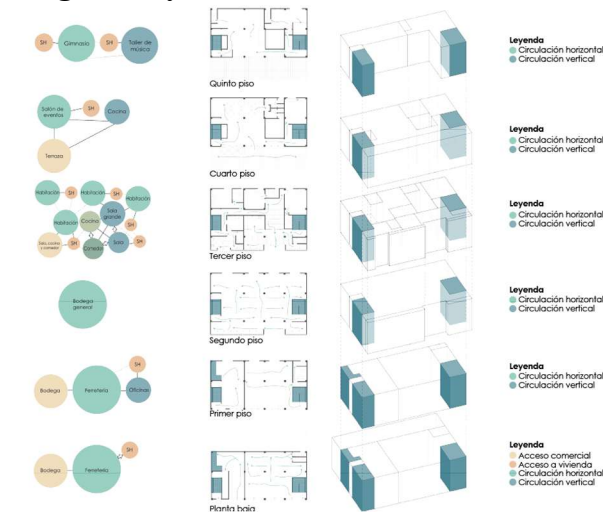 SH
Gimnasio
SH
Taller de
música
Quinto piso
Leyenda
Circulación horizontal
Circulación vertical
Salón de
eventos
SH
Cocina
Terraza
Cuarto piso
Leyenda
Circulación horizontal
Circulación vertical
Habitación
SH
Habitación
SH
Habitación
Habitación
SH
Cocina
Sala
grande
SH
Sala, cocina
y comedor
SH
Comedor
Sala
SH
Tercer piso
Leyenda
Circulación horizontal
Circulación vertical
Bodega
general
Segundo piso
Leyenda
Circulación horizontal
Circulación vertical
SH
Bodega
Ferretería
Oficinas
Primer piso
Leyenda
Circulación horizontal
Circulación vertical
SH
Bodega
Ferretería
Planta baja
Leyenda
Acceso comercial
Acceso a vivienda
Circulación horizontal
Circulación vertical